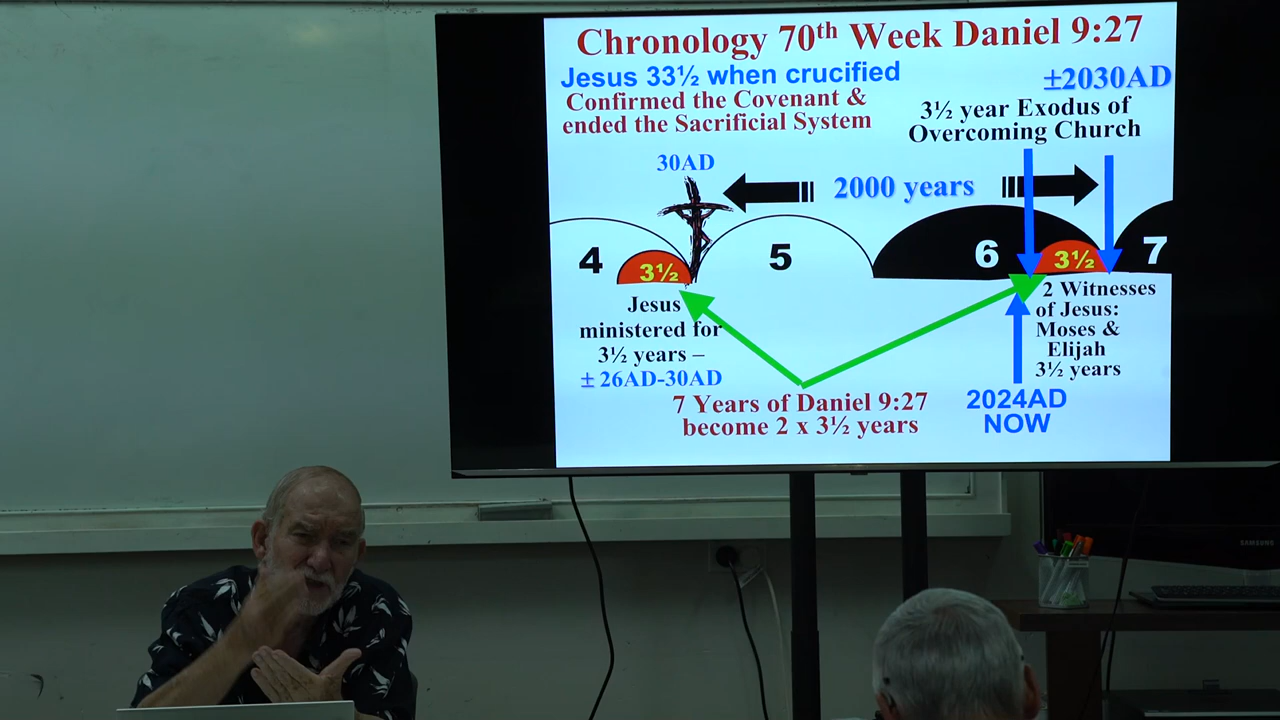 Chronology 70th Week Daniel 9:27
Jesus 33½ when crucified
Confirmed the Covenant &
ended the Sacrificial System
±2030AD
3½ year Exodus of
Overcoming Church
30AD
2000 years
4
3½
5
6
3½
7
Jesus
ministered for
3½ years –
± 26AD-30AD
2 Witnesses
of Jesus:
Moses &
Elijah
3½ years
7 Years of Daniel 9:27
become 2 x 3½ years
2024AD
NOW
SAMSUNG